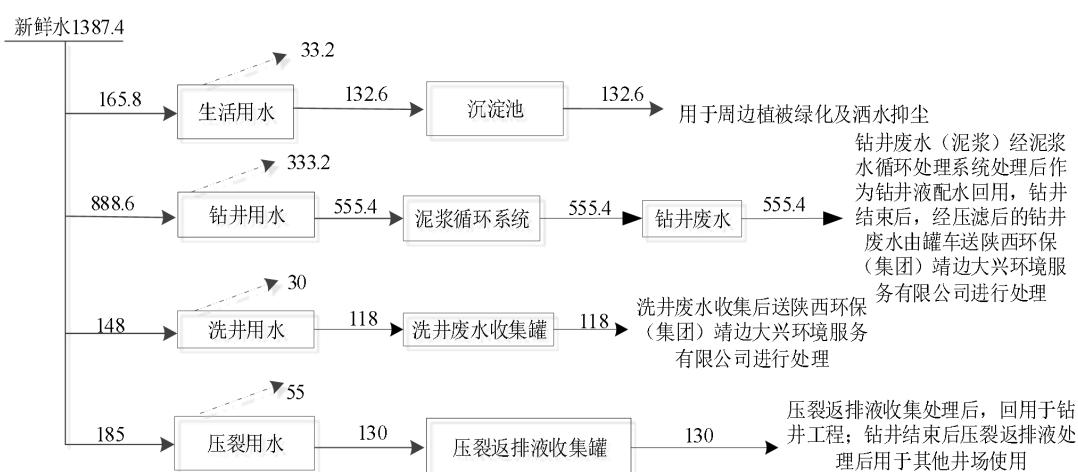 新鲜水1387.4
33.2
165.8
生活用水
132.6
沉淀池
132.6
用于周边植被绿化及洒水抑尘
333.2
888.6
钻井用水
555.4
泥浆循环系统
555.4
钻井废水
555.4
钻井废水（泥浆）经泥浆
水循环处理系统处理后作
为钻井液配水回用，钻井
结束后，经压滤后的钻井
废水由罐车送陕西环保
（集团）靖边大兴环境服
务有限公司进行处理
30
148
洗井用水
118
洗井废水收集罐
118
洗井废水收集后送陕西环保
（集团）靖边大兴环境服务
有限公司进行处理
55
185
压裂用水
130
压裂返排液收集罐
130
压裂返排液收集处理后，回用于钻
井工程；钻井结束后压裂返排液处
理后用于其他井场使用